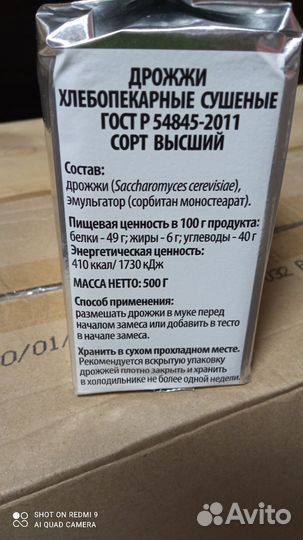 ДРОЖЖИ
ХЛЕБОПЕКАРНЫЕ СУШЕНЫЕ
ГОСТ Р 54845-2011
СОРТ ВЫСШИЙ
Состав:
дрожжи (Saccharomyces cerevisiae),
эмульгатор (сорбитан моностеарат).
Пищевая ценность в 100 г продукта:
белки - 49 г; жиры - 6 г; углеводы - 40 г
Энергетическая ценность:
410 ккал/ 1730 кДж
МАССА НЕТТО: 500 Г
Способ применения:
размешать дрожжи в муке перед
началом замеса или добавить в тесто
в начале замеса.
Хранить в сухом прохладном месте.
Рекомендуется вскрытую упаковку
дрожжей плотно закрыть и хранить
в холодильнике не более одной недели.
0/01/
032
SHOT ON REDMI 9
AI QUAD CAMERA
Avito